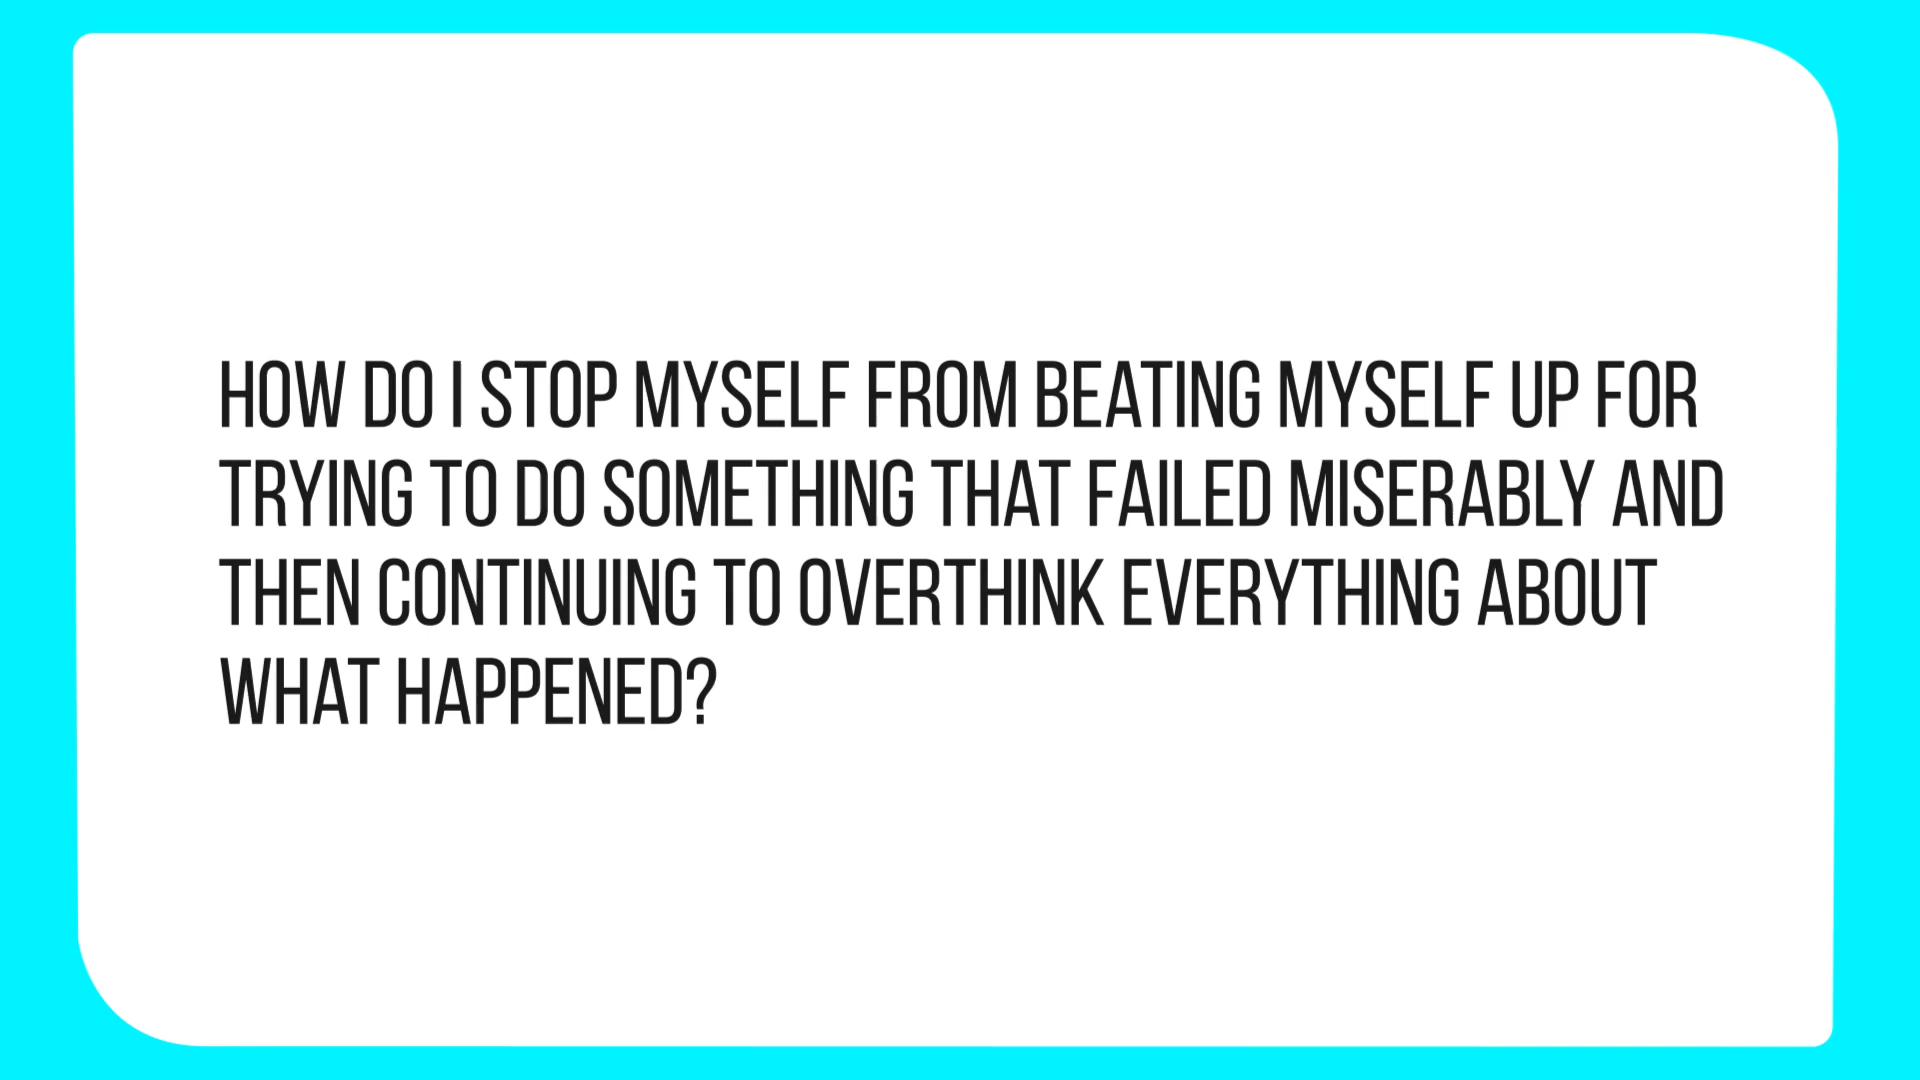 HOW DO I STOP MYSELF FROM BEATING MYSELF UP FOR
TRYING TO DO SOMETHING THAT FAILED MISERABLY AND
THEN CONTINUING TO OVERTHINK EVERYTHING ABOUT
WHAT HAPPENED?